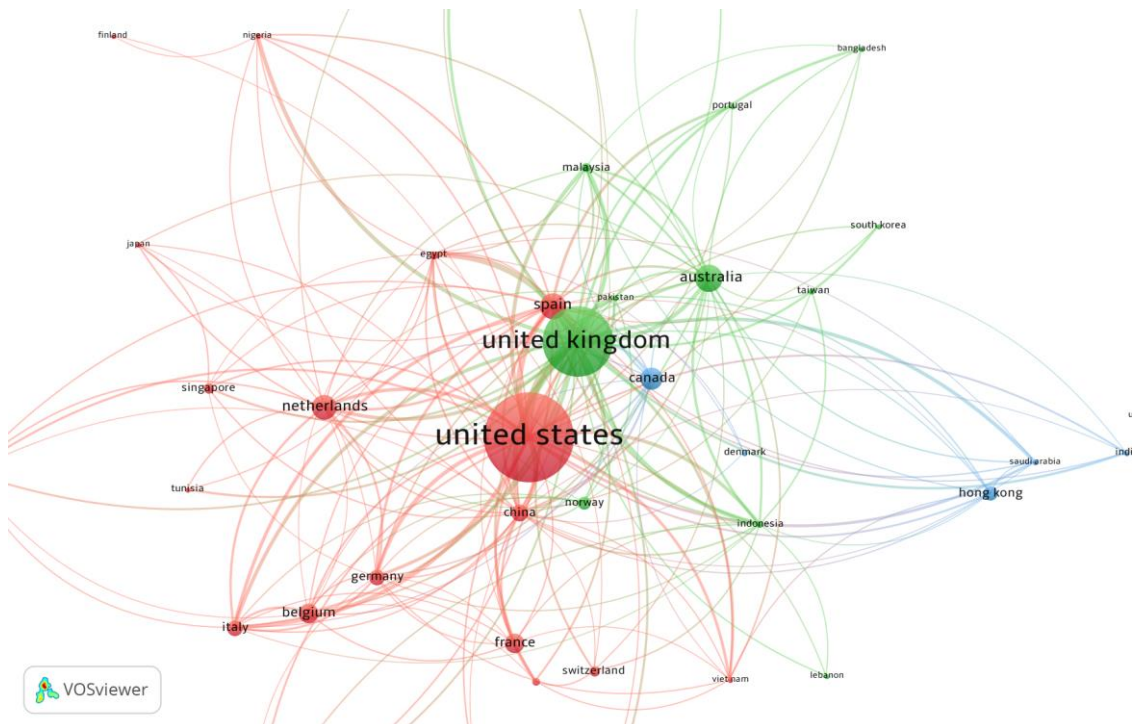 finland
nigeria
bangladesh
portugal
malaysia
south korea
japan
egypt
australia
taiwan
pakistan
spain
united kingdom
canada
singapore
netherlands
united states
denmark
saudi arabia
indi
u
tunisia
hong kong
norway
china
indonesia
germany
belgium
italy
france
switzerland
vietnam
lebanon
VOSviewer